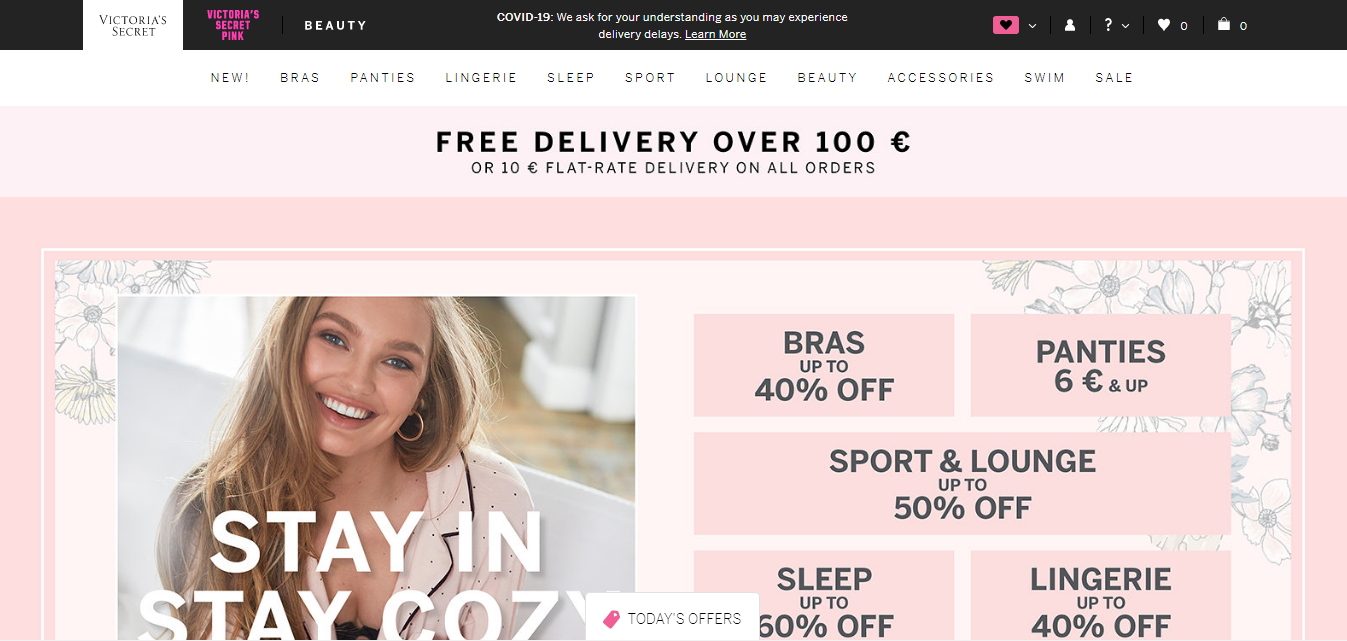 VICTORIA'S
SECRET
VICTORIA'S
SECRET
PINK
BEAUTY
COVID-19: We ask for your understanding as you may experience
delivery delays. Learn More
?
0
0
NEW! BRAS PANTIES LINGERIE SLEEP SPORT LOUNGE BEAUTY ACCESSORIES SWIM SALE
FREE DELIVERY OVER 100 €
OR 10 € FLAT-RATE DELIVERY ON ALL ORDERS
STAY IN
STAY COZY
BRAS
UP TO
40% OFF
PANTIES
6 € & UP
SPORT & LOUNGE
UP TO
50% OFF
SLEEP
UP TO
60% OFF
LINGERIE
UP TO
40% OFF
TODAY'S OFFERS